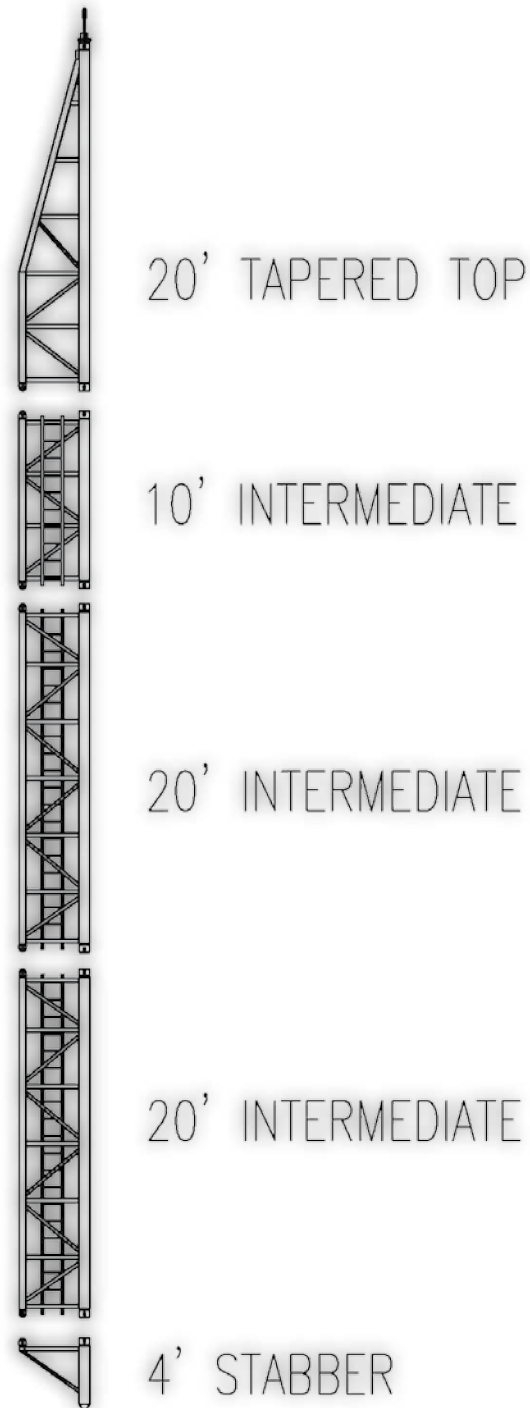 20' TAPERED TOP
10' INTERMEDIATE
20' INTERMEDIATE
20' INTERMEDIATE
4' STABBER